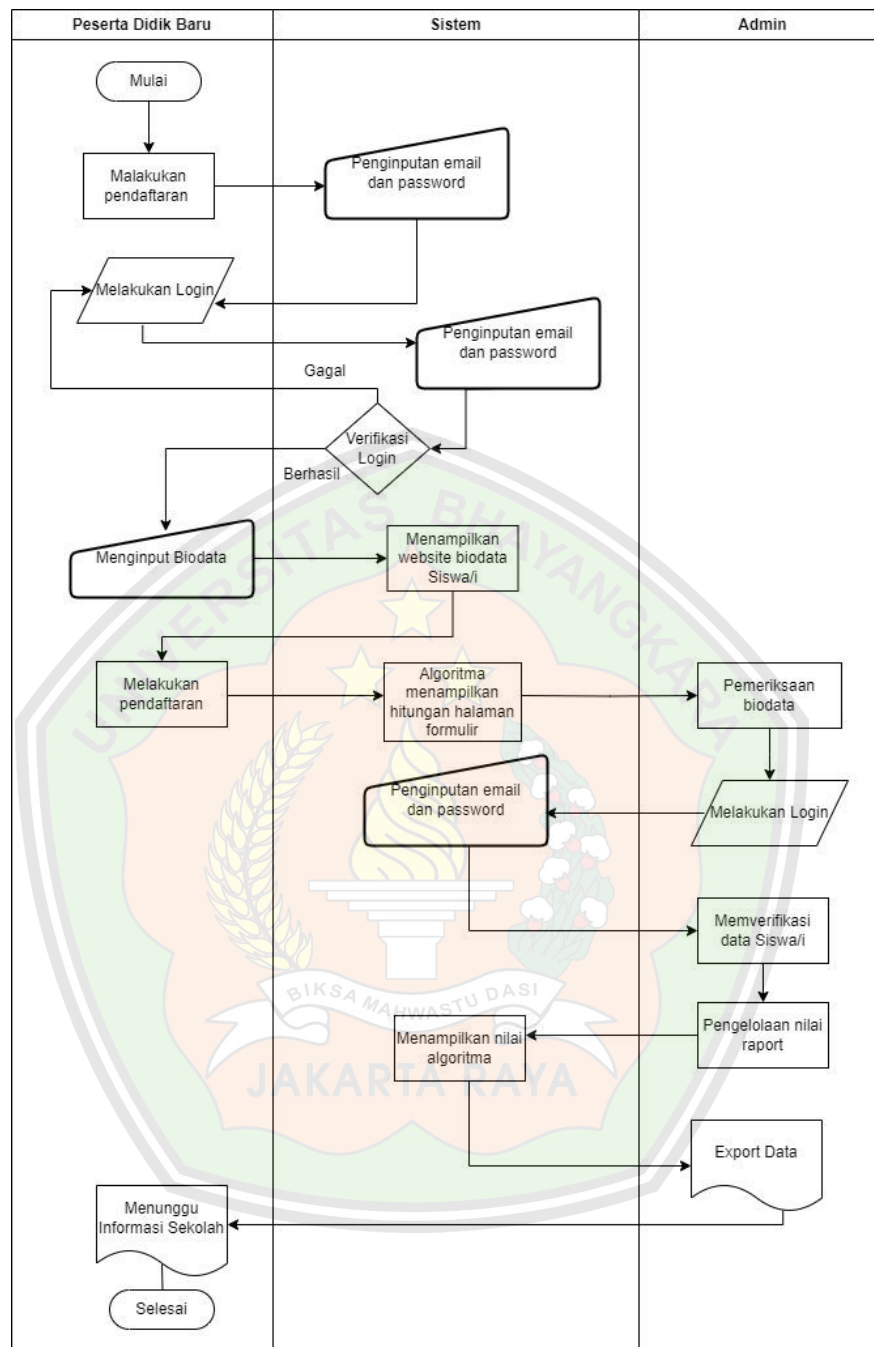 Peserta Didik Baru
Sistem
Admin
Mulai
Malakukan
pendaftaran
Penginputan email
dan password
Melakukan Login
Penginputan email
dan password
Gagal
Verifikasi
Login
Berhasil
Menginput Biodata
Menampilkan
website biodata
Siswa/i
Melakukan
pendaftaran
Algoritma
menampilkan
hitungan halaman
formulir
Pemeriksaan
biodata
Penginputan email
dan password
Melakukan Login
Memverifikasi
data Siswa/i
Pengelolaan nilai
raport
Menampilkan nilai
algoritma
Export Data
Menunggu
Informasi Sekolah
Selesai
UNIVERSITAS BHAYANGKARA
BIKSA MAHWASTU DASI
JAKARTA RAYA